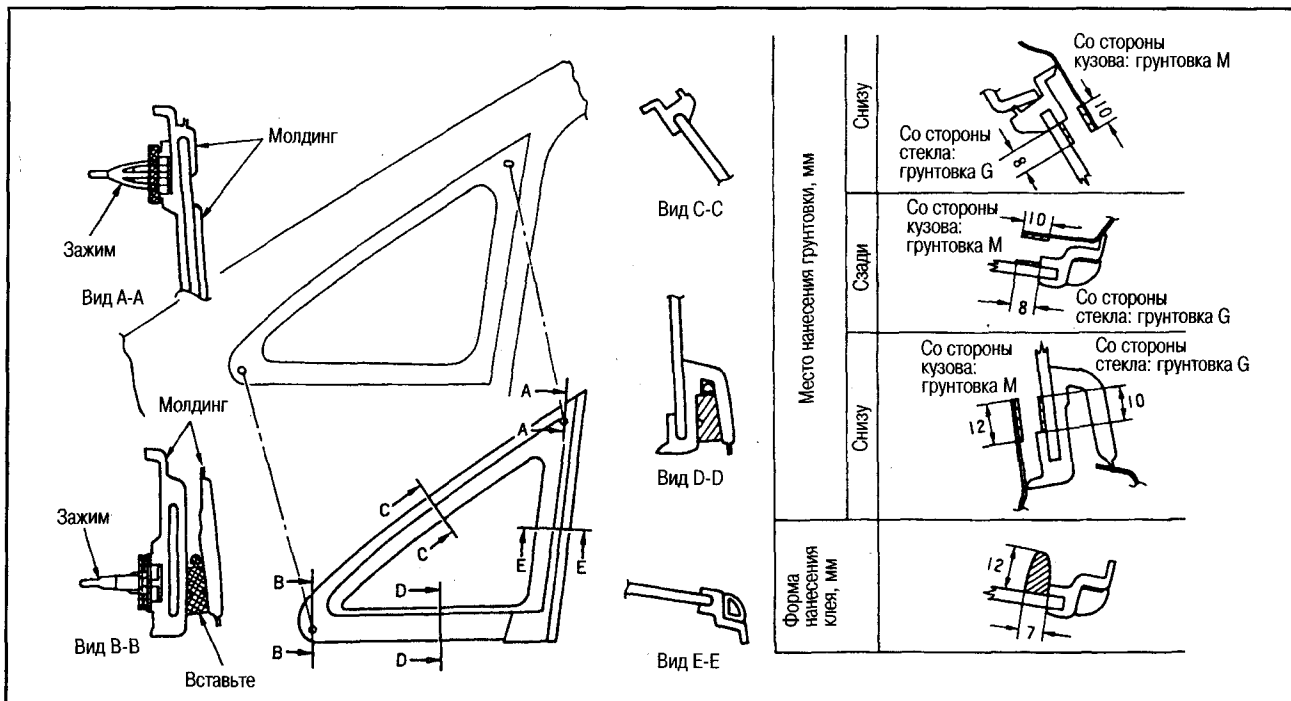 Молдинг
Зажим
Вид A-A
Молдинг
Зажим
Вид B-B
Вставьте
A
A
C
C
B
B
D
D
E
E
Вид C-C
Вид D-D
Вид E-E
Место нанесения грунтовки, мм
Снизу
Со стороны
кузова: грунтовка M
10
Со стороны
стекла:
грунтовка G
8
Сзади
Со стороны
кузова:
грунтовка M
10
8
Со стороны
стекла: грунтовка G
Снизу
Со стороны
кузова:
грунтовка M
Со стороны
стекла: грунтовка G
12
10
Форма
нанесения
клея, мм
12
7